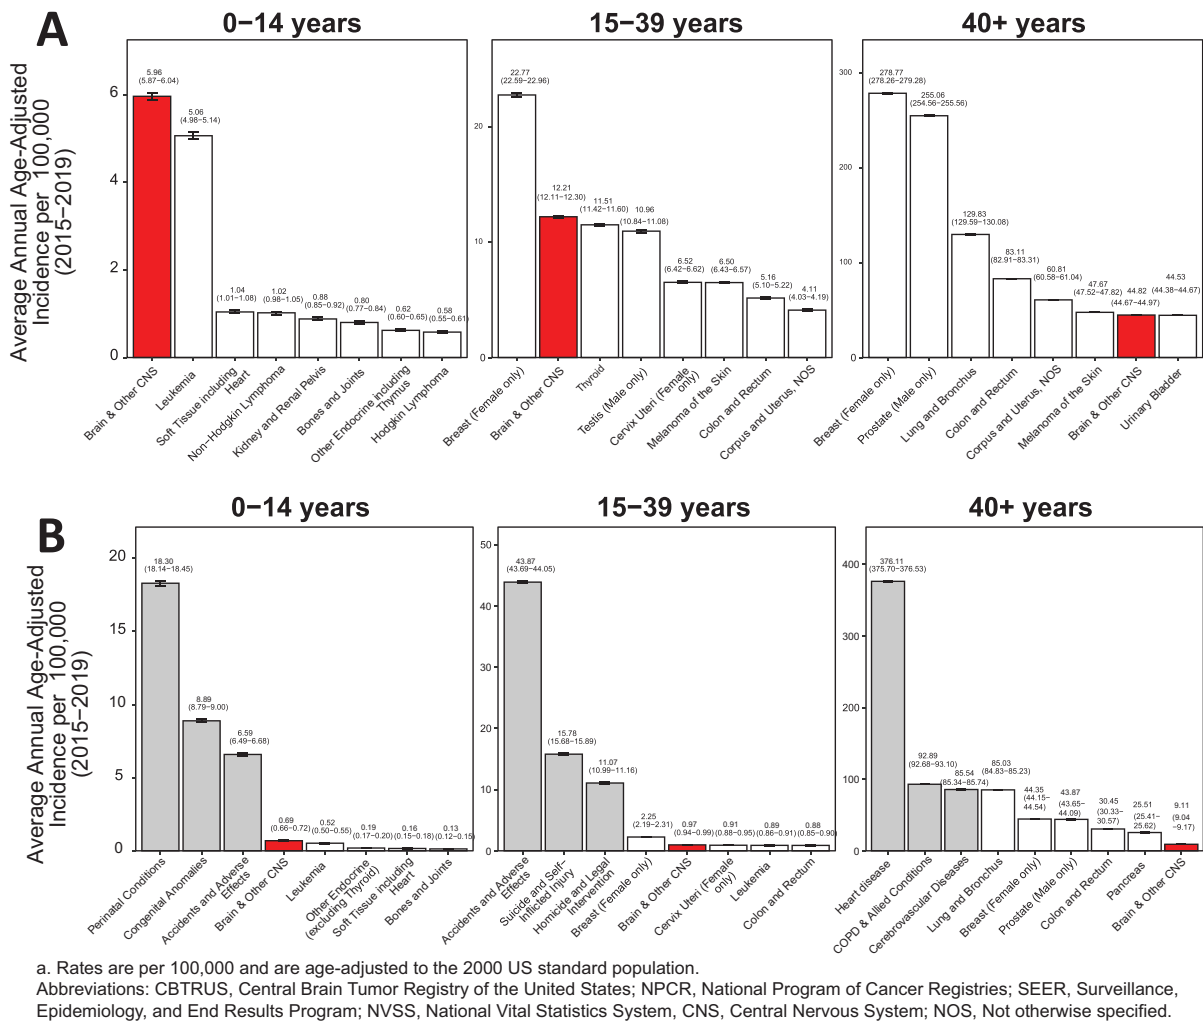 A
0−14 years
15−39 years
40+ years
Average Annual Age-Adjusted
Incidence per 100,000
(2015−2019)
6
4
2
0
5.96
(5.87−6.04)
5.06
(4.98−5.14)
1.04
(1.01−1.08)
1.02
(0.98−1.05)
0.88
(0.85−0.92)
0.80
(0.77−0.84)
0.62
(0.60−0.65)
0.58
(0.55−0.61)
Brain & Other CNS
Leukemia
Soft Tissue including
Heart
Non−Hodgkin Lymphoma
Kidney and Renal Pelvis
Bones and Joints
Other Endocrine including
Thymus
Hodgkin Lymphoma
20
10
0
22.77
(22.59−22.96)
12.21
(12.11−12.30)
11.51
(11.42−11.60)
10.96
(10.84−11.08)
6.52
(6.42−6.62)
6.50
(6.43−6.57)
5.16
(5.10−5.22)
4.11
(4.03−4.19)
Breast (Female only)
Brain & Other CNS
Thyroid
Testis (Male only)
Cervix Uteri (Female
only)
Melanoma of the Skin
Colon and Rectum
Corpus and Uterus, NOS
300
200
100
0
278.77
(278.26−279.28)
255.06
(254.56−255.56)
129.83
(129.59−130.08)
83.11
(82.91−83.31)
60.81
(60.58−61.04)
47.67
(47.52−47.82)
44.82
(44.67−44.97)
44.53
(44.38−44.67)
Breast (Female only)
Prostate (Male only)
Lung and Bronchus
Colon and Rectum
Corpus and Uterus, NOS
Melanoma of the Skin
Brain & Other CNS
Urinary Bladder
B
0−14 years
15−39 years
40+ years
Average Annual Age-Adjusted
Incidence per 100,000
(2015−2019)
20
15
10
5
0
18.30
(18.14−18.45)
8.89
(8.79−9.00)
6.59
(6.49−6.68)
0.69
(0.66−0.72)
0.52
(0.50−0.55)
0.19
(0.17−0.20)
0.16
(0.15−0.18)
0.13
(0.12−0.15)
Perinatal Conditions
Congenital Anomalies
Accidents and Adverse
Effects
Brain & Other CNS
Leukemia
Other Endocrine
(excluding Thyroid)
Soft Tissue including
Heart
Bones and Joints
50
40
30
20
10
0
43.87
(43.69−44.05)
15.78
(15.68−15.89)
11.07
(10.99−11.16)
2.25
(2.19−2.31)
0.97
(0.94−0.99)
0.91
(0.88−0.95)
0.89
(0.86−0.91)
0.88
(0.85−0.90)
Accidents and Adverse
Effects
Suicide and Self−
Inflicted Injury
Homicide and Legal
Intervention
Breast (Female only)
Brain & Other CNS
Cervix Uteri (Female
only)
Leukemia
Colon and Rectum
400
300
200
100
0
376.11
(375.70−376.53)
92.89
(92.68−93.10)
85.54
(85.34−85.74)
85.03
(84.83−85.23)
44.35
(44.15−
44.54)
43.87
(43.65−
44.09)
30.45
(30.33−
30.57)
25.51
(25.41−
25.62)
9.11
(9.04
−9.17)
Heart disease
COPD & Allied Conditions
Cerebrovascular Diseases
Lung and Bronchus
Breast (Female only)
Prostate (Male only)
Colon and Rectum
Pancreas
Brain & Other CNS
a. Rates are per 100,000 and are age-adjusted to the 2000 US standard population.
Abbreviations: CBTRUS, Central Brain Tumor Registry of the United States; NPCR, National Program of Cancer Registries; SEER, Surveillance,
Epidemiology, and End Results Program; NVSS, National Vital Statistics System, CNS, Central Nervous System; NOS, Not otherwise specified.